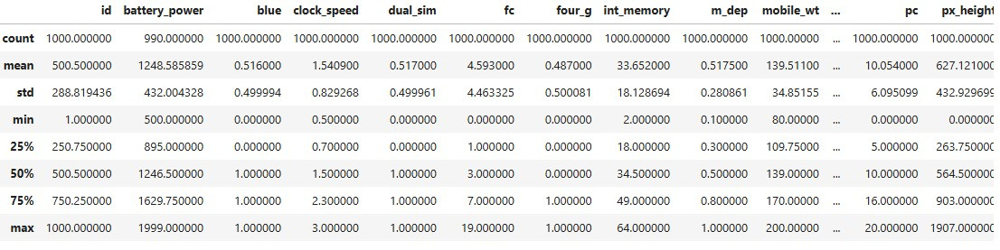 id battery_power blue clock_speed dual_sim fc four_g int_memory m_dep mobile_wt ... pc px_height
count 1000.000000 990.000000 1000.000000 1000.000000 1000.000000 1000.000000 1000.000000 1000.000000 1000.000000 1000.00000 ... 1000.000000 1000.000000
mean 500.500000 1248.585859 0.516000 1.540900 0.517000 4.593000 0.487000 33.652000 0.517500 139.51100 ... 10.054000 627.121000
std 288.819436 432.004328 0.499994 0.829268 0.499961 4.463325 0.500081 18.128694 0.280861 34.85155 ... 6.095099 432.929699
min 1.000000 500.000000 0.000000 0.500000 0.000000 0.000000 0.000000 2.000000 0.100000 80.00000 ... 0.000000 0.000000
25% 250.750000 895.000000 0.000000 0.700000 0.000000 1.000000 0.000000 18.000000 0.300000 109.75000 ... 5.000000 263.750000
50% 500.500000 1246.500000 1.000000 1.500000 1.000000 3.000000 0.000000 34.500000 0.500000 139.00000 ... 10.000000 564.500000
75% 750.250000 1629.750000 1.000000 2.300000 1.000000 7.000000 1.000000 49.000000 0.800000 170.00000 ... 16.000000 903.000000
max 1000.000000 1999.000000 1.000000 3.000000 1.000000 19.000000 1.000000 64.000000 1.000000 200.00000 ... 20.000000 1907.000000